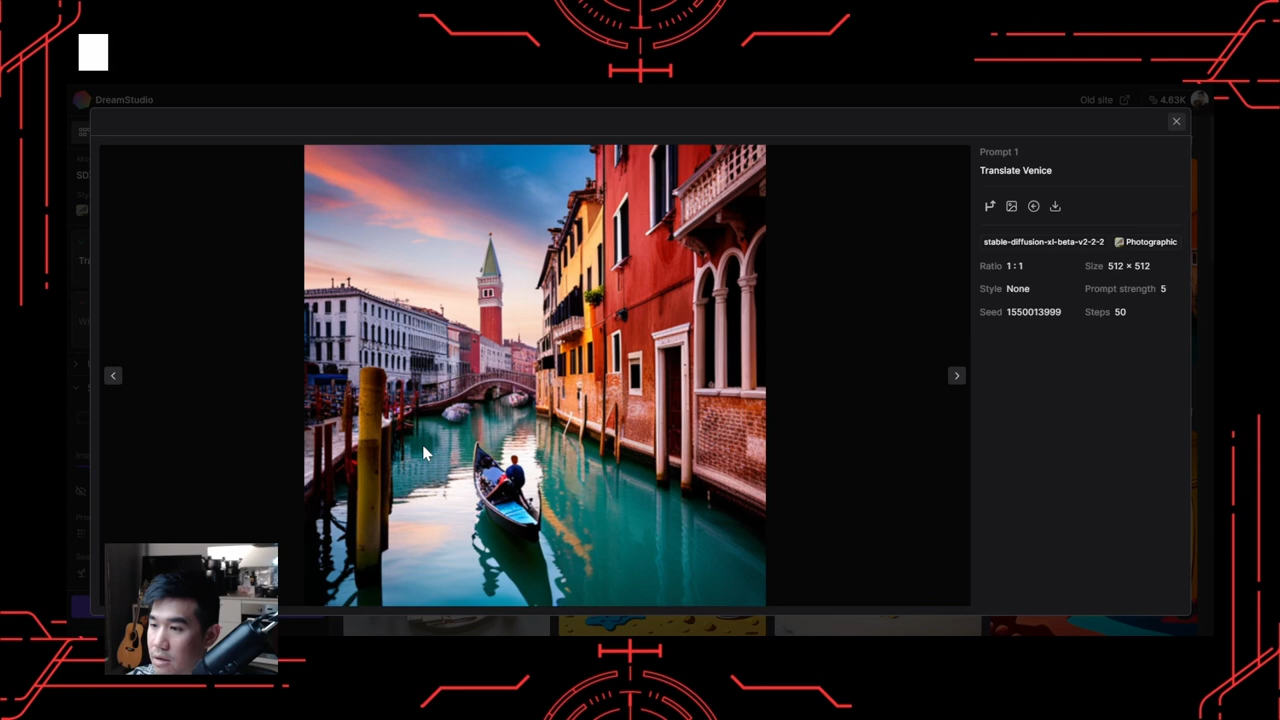 DreamStudio
Old site
4.63K
Prompt 1
Translate Venice
stable-diffusion-xl-beta-v2-2-2
Photographic
Ratio 1 : 1
Size 512 × 512
Style None
Prompt strength 5
Seed 1550013999
Steps 50